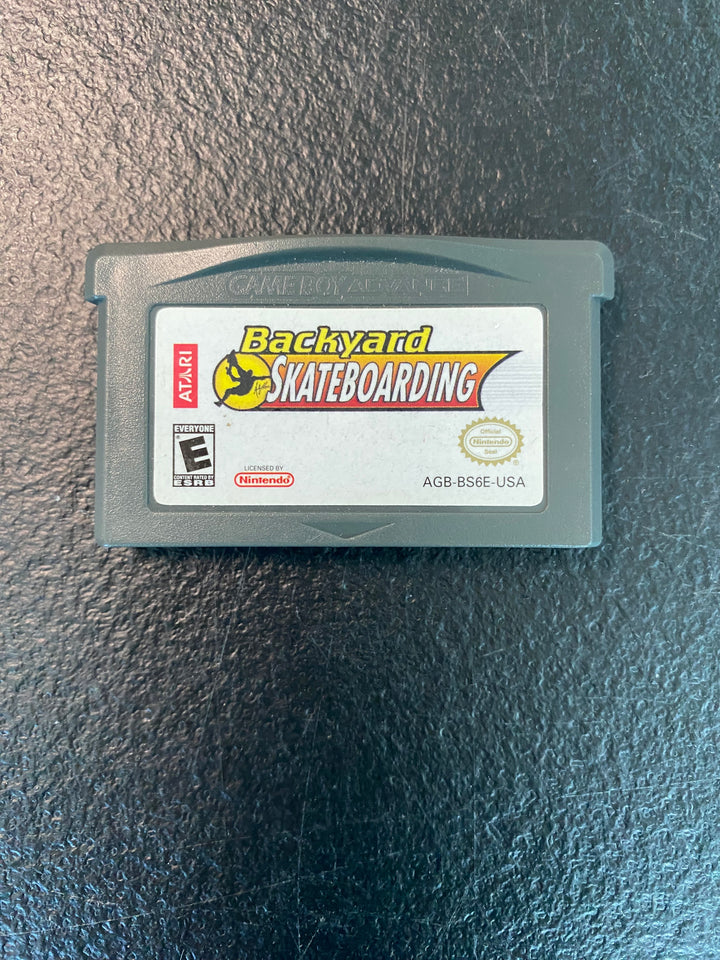 GAME BOY ADVANCE
ATARI
Backyard
SKATEBOARDING
EVERYONE
E
CONTENT RATED BY
ESRB
LICENSED BY
Nintendo
Official
Nintendo
Seal
®
AGB-BS6E-USA